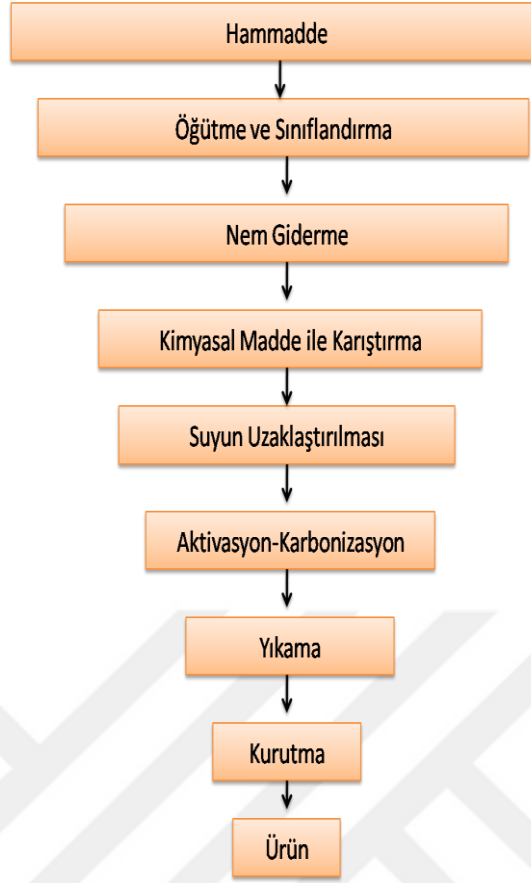 Hammadde
Öğütme ve Sınıflandırma
Nem Giderme
Kimyasal Madde ile Karıştırma
Suyun Uzaklaştırılması
Aktivasyon-Karbonizasyon
Yıkama
Kurutma
Ürün